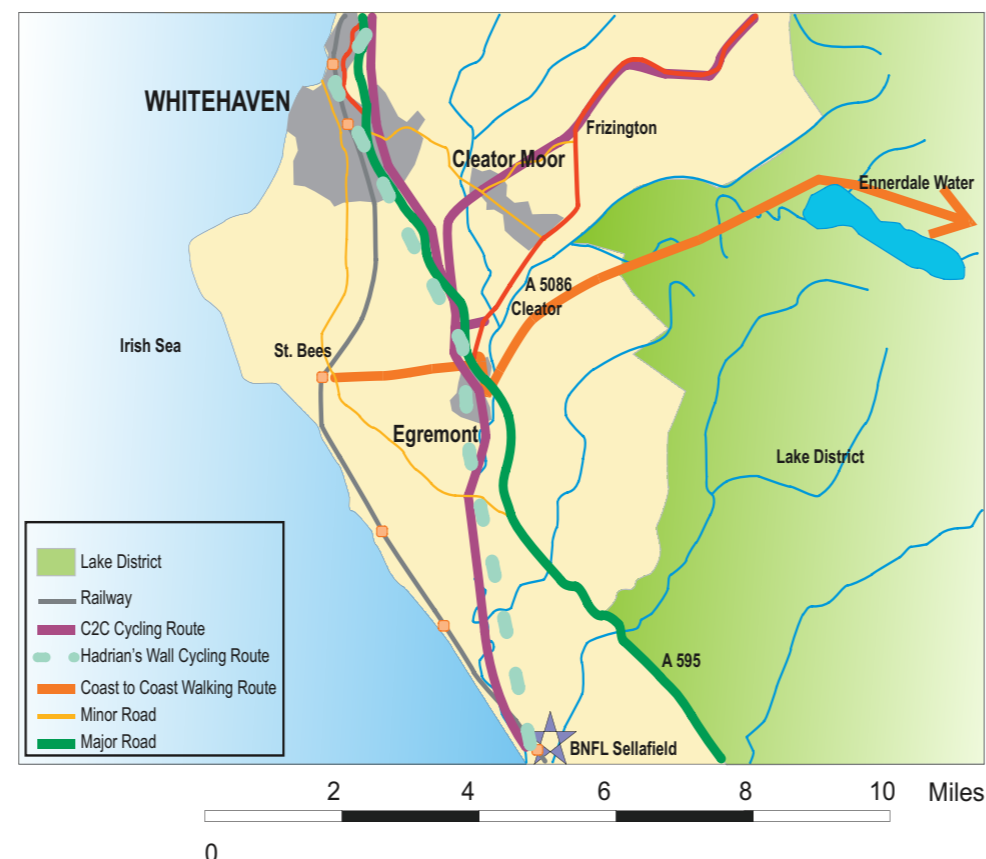 WHITEHAVEN
Frizington
Cleator Moor
Ennerdale Water
A 5086
Cleator
Irish Sea
St. Bees
Egremont
Lake District
A 595
BNFL Sellafield
Lake District
Railway
C2C Cycling Route
Hadrian's Wall Cycling Route
Coast to Coast Walking Route
Minor Road
Major Road
2 4 6 8 10 Miles
0